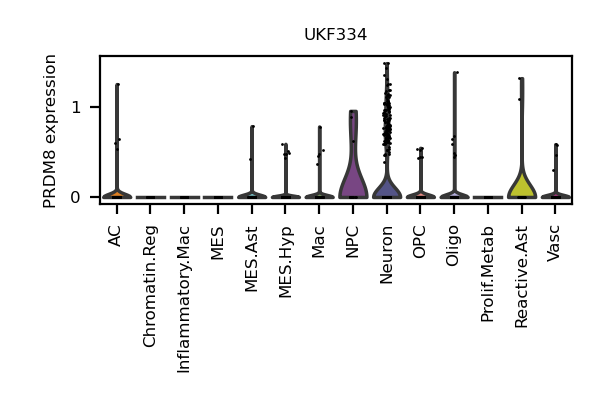 UKF334
PRDM8 expression
1
0
AC
Chromatin.Reg
Inflammatory.Mac
MES
MES.Ast
MES.Hyp
Mac
NPC
Neuron
OPC
Oligo
Prolif.Metab
Reactive.Ast
Vasc